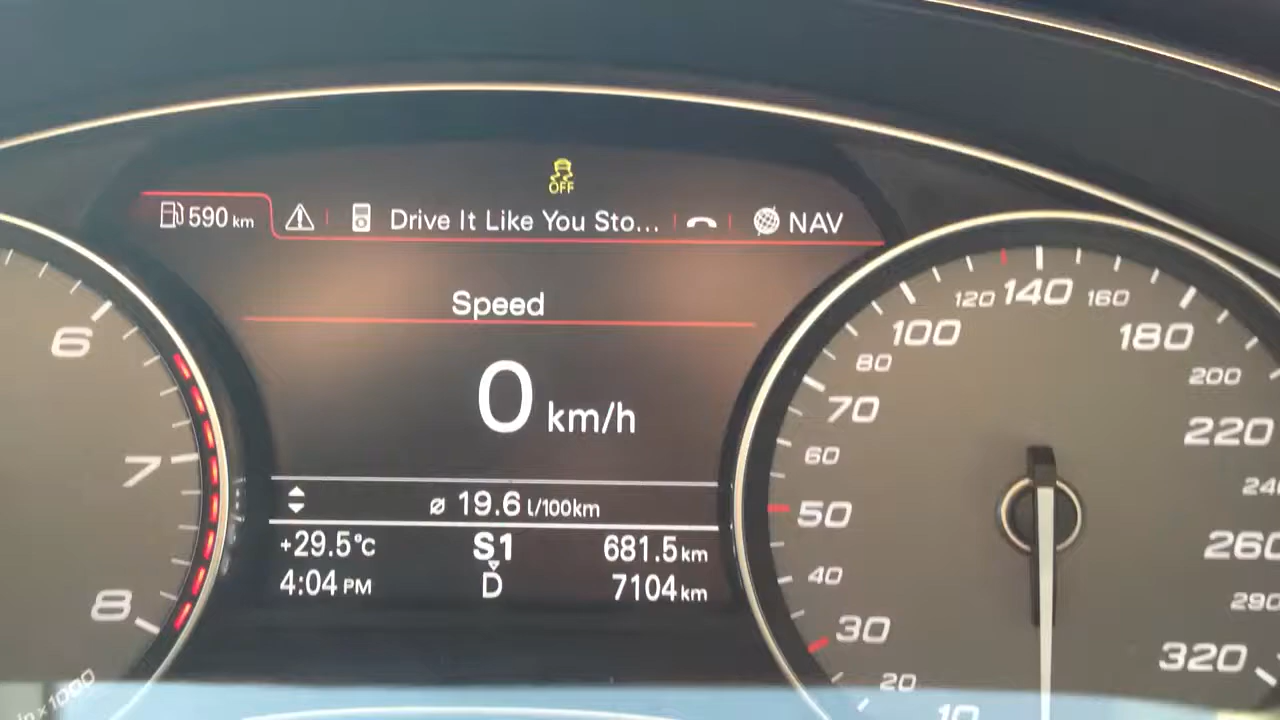 OFF
590 km
Drive It Like You Sto...
NAV
Speed
0 km/h
ø 19.6 l/100km
+29.5°C
S1
681.5 km
4:04 PM
D
7104 km
6
7
8
x1000
10
20
30
40
50
60
70
80
100
120
140
160
180
200
220
260
290
320